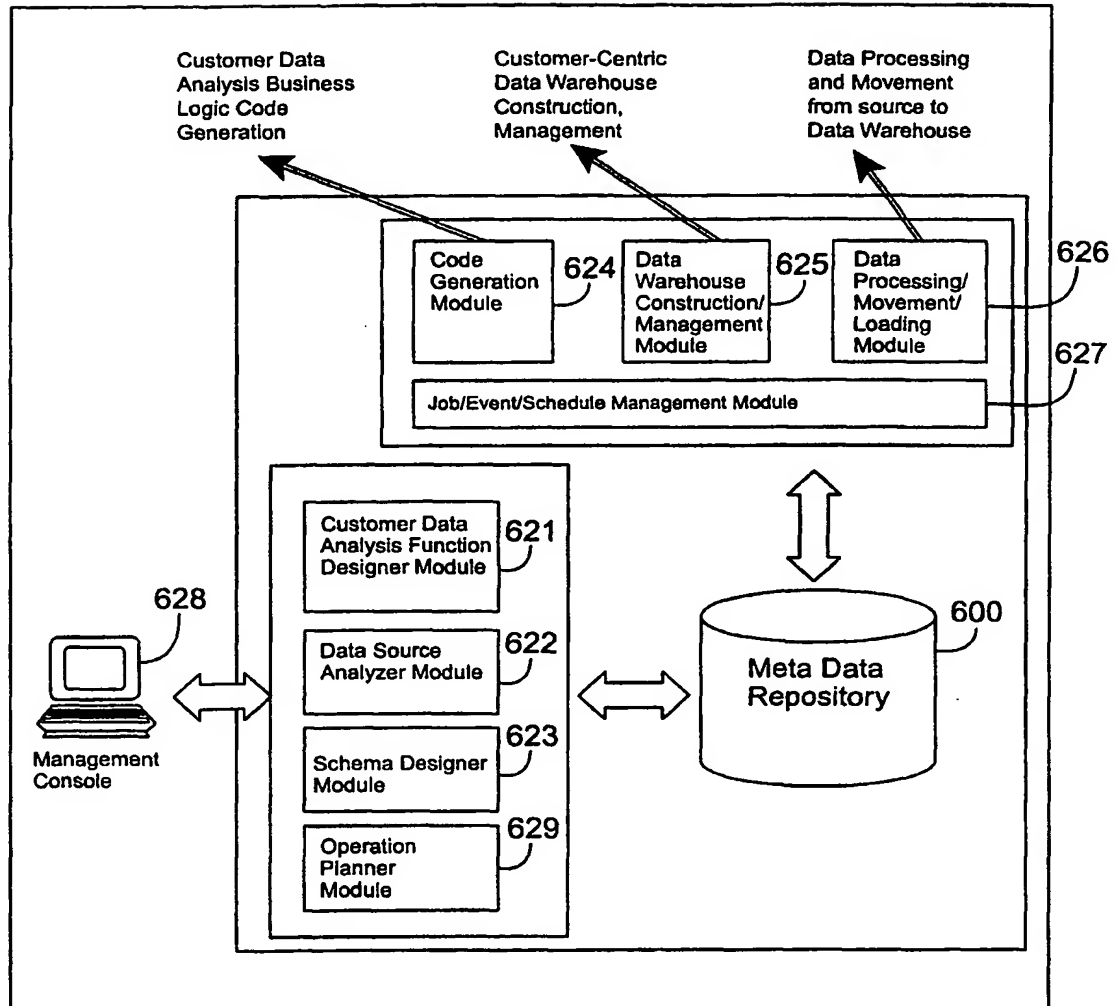 Customer Data
Analysis Business
Logic Code
Generation
Customer-Centric
Data Warehouse
Construction,
Management
Data Processing
and Movement
from source to
Data Warehouse
Code
Generation
Module
624
Data
Warehouse
Construction/
Management
Module
625
Data
Processing/
Movement/
Loading
Module
626
627
Job/Event/Schedule Management Module
Customer Data
Analysis Function
Designer Module
621
Data Source
Analyzer Module
622
Schema Designer
Module
623
Operation
Planner
Module
629
628
Management
Console
600
Meta Data
Repository